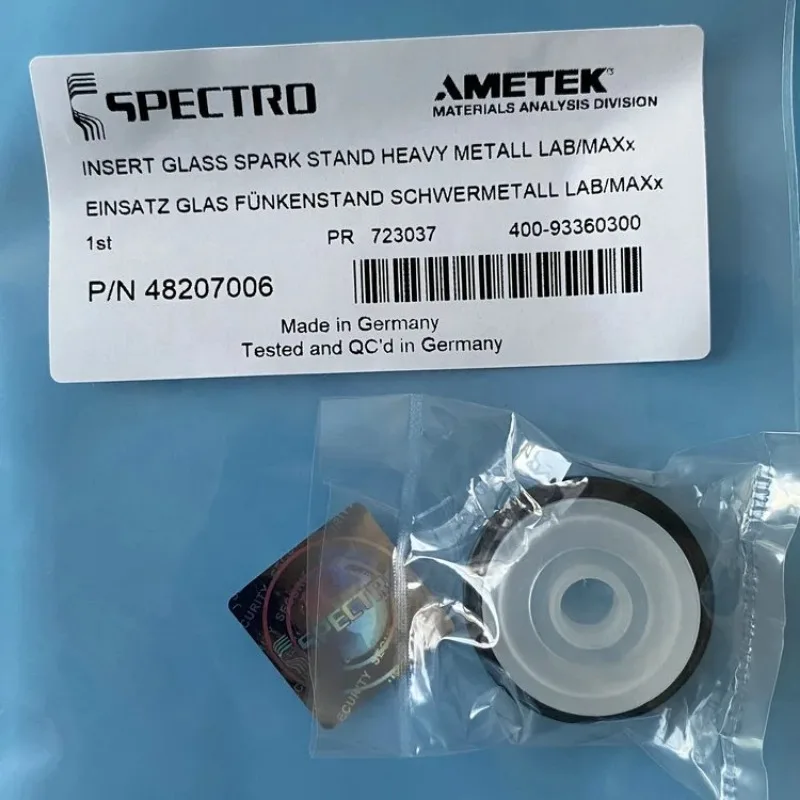 SPECTRO
AMETEK
MATERIALS ANALYSIS DIVISION
INSERT GLASS SPARK STAND HEAVY METALL LAB/MAXx
EINSATZ GLAS FÜNKENSTAND SCHWERMETALL LAB/MAXx
1st PR 723037 400-93360300
P/N 48207006
Made in Germany
Tested and QC'd in Germany
SPECTRO
SECURITY